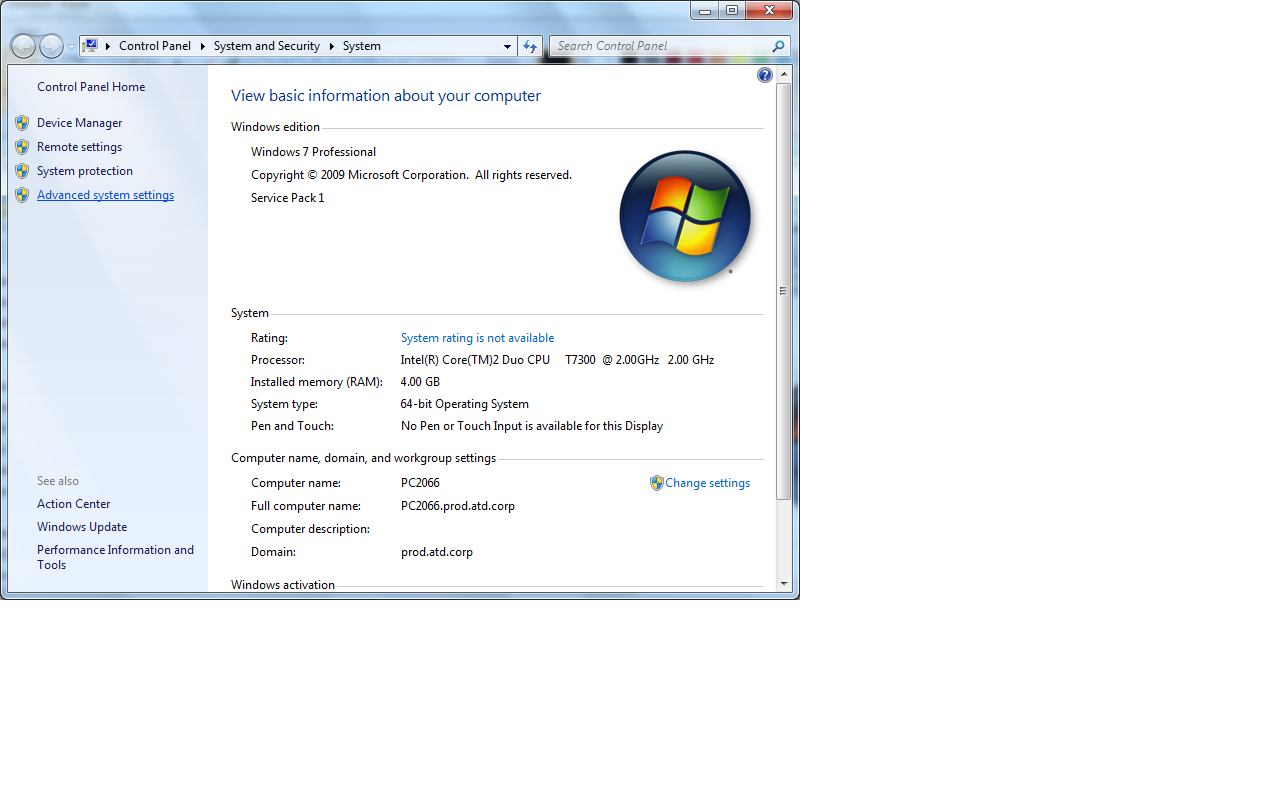 Control Panel System and Security System
Search Control Panel
Control Panel Home
Device Manager
Remote settings
System protection
Advanced system settings
See also
Action Center
Windows Update
Performance Information and
Tools
View basic information about your computer
Windows edition
Windows 7 Professional
Copyright © 2009 Microsoft Corporation. All rights reserved.
Service Pack 1
System
Rating: System rating is not available
Processor: Intel(R) Core(TM)2 Duo CPU T7300 @ 2.00GHz 2.00 GHz
Installed memory (RAM): 4.00 GB
System type: 64-bit Operating System
Pen and Touch: No Pen or Touch Input is available for this Display
Computer name, domain, and workgroup settings
Computer name: PC2066 Change settings
Full computer name: PC2066.prod.atd.corp
Computer description:
Domain: prod.atd.corp
Windows activation